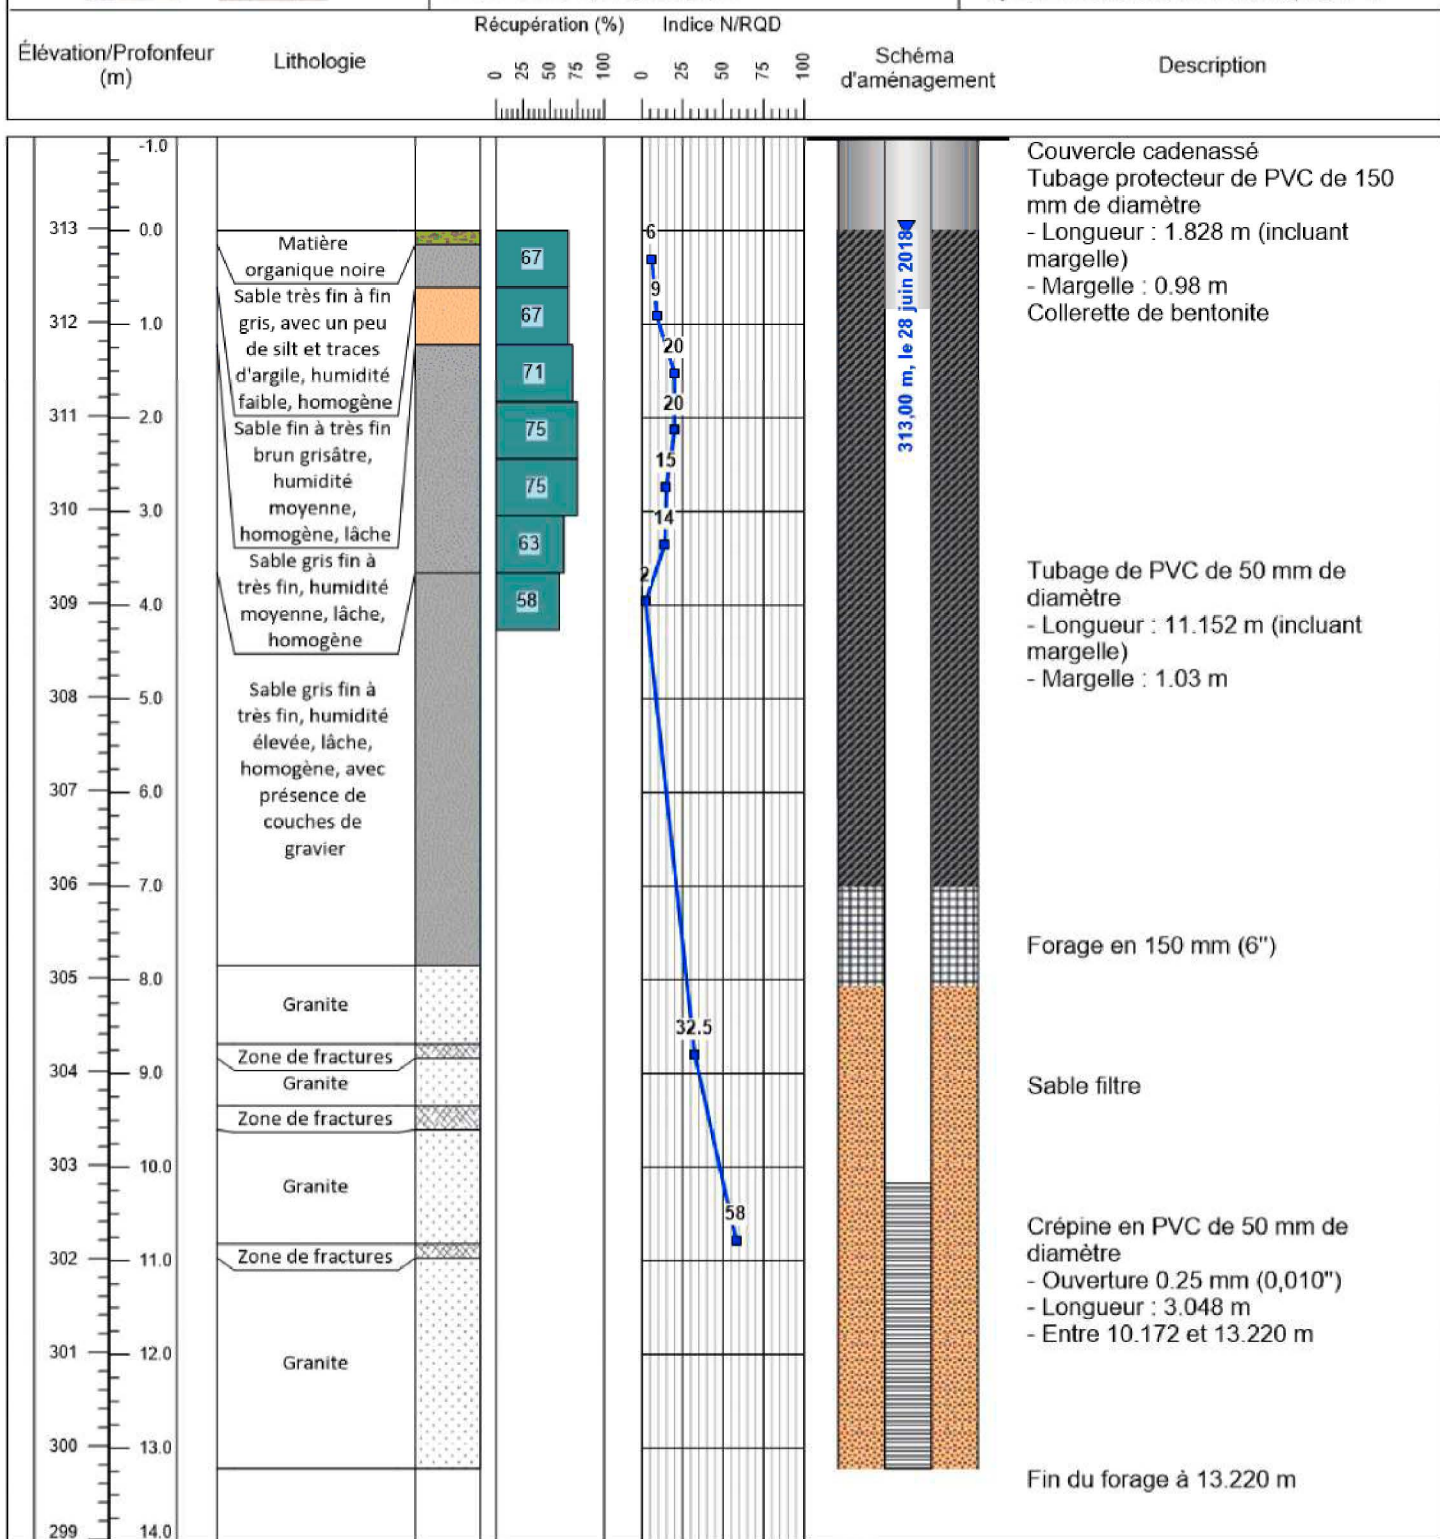 Récupération (%)
Indice N/RQD
Élévation/Profonfeur
(m)
Lithologie
0 25 50 75 100
0 25 50 75 100
Schéma
d'aménagement
Description
-1.0
313
0.0
312
1.0
311
2.0
310
3.0
309
4.0
308
5.0
307
6.0
306
7.0
305
8.0
304
9.0
303
10.0
302
11.0
301
12.0
300
13.0
299
14.0
Matière
organique noire
Sable très fin à fin
gris, avec un peu
de silt et traces
d'argile, humidité
faible, homogène
Sable fin à très fin
brun grisâtre,
humidité
moyenne,
homogène, lâche
Sable gris fin à
très fin, humidité
moyenne, lâche,
homogène
Sable gris fin à
très fin, humidité
élevée, lâche,
homogène, avec
présence de
couches de
gravier
Granite
Zone de fractures
Granite
Zone de fractures
Granite
Zone de fractures
Granite
67
67
71
75
75
63
58
6
9
20
20
15
14
2
32.5
58
313,00 m, le 28 juin 2018
Couvercle cadenassé
Tubage protecteur de PVC de 150
mm de diamètre
- Longueur : 1.828 m (incluant
margelle)
- Margelle : 0.98 m
Collerette de bentonite
Tubage de PVC de 50 mm de
diamètre
- Longueur : 11.152 m (incluant
margelle)
- Margelle : 1.03 m
Forage en 150 mm (6")
Sable filtre
Crépine en PVC de 50 mm de
diamètre
- Ouverture 0.25 mm (0,010")
- Longueur : 3.048 m
- Entre 10.172 et 13.220 m
Fin du forage à 13.220 m